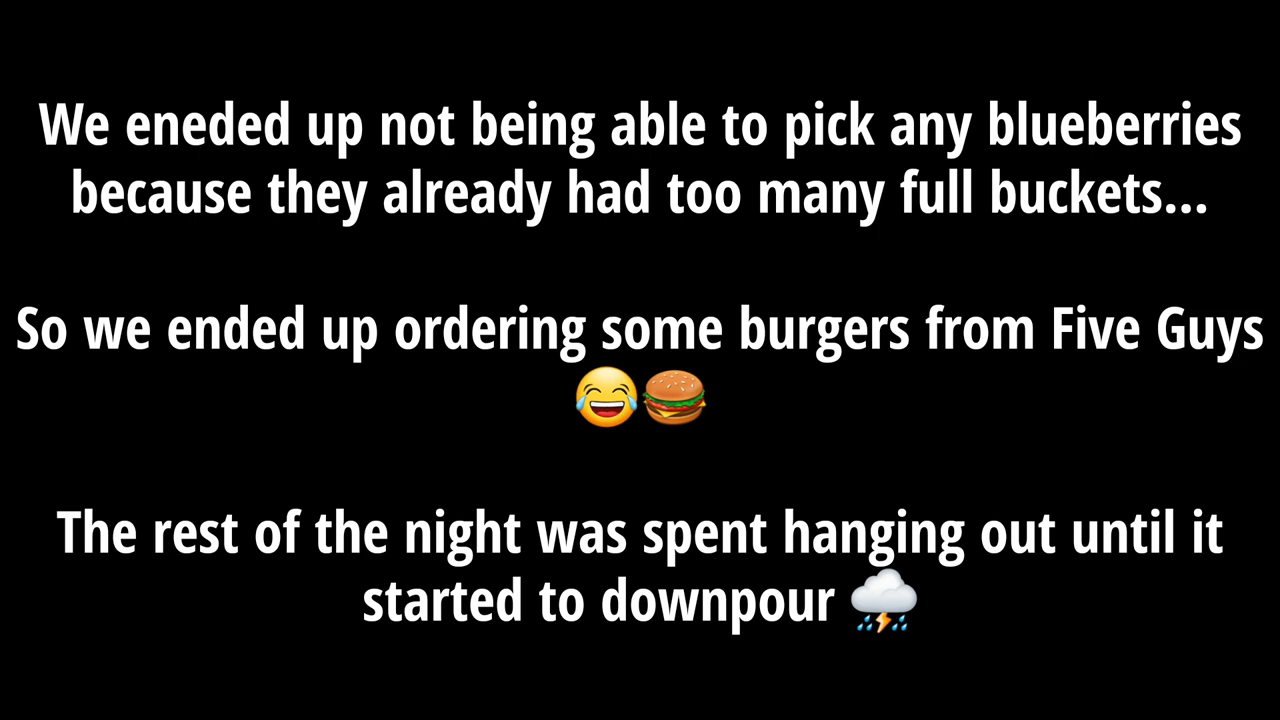 We eneded up not being able to pick any blueberries
because they already had too many full buckets...
So we ended up ordering some burgers from Five Guys
😂🍔
The rest of the night was spent hanging out until it
started to downpour ⛈️